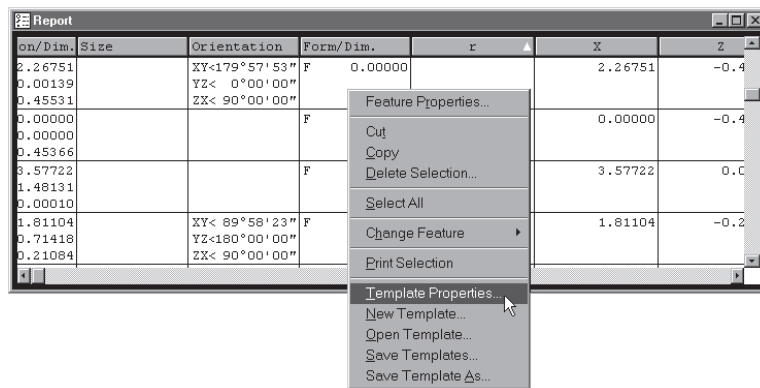 Report
on/Dim. Size Orientation Form/Dim. r X Z
2.26751 XY<179°57'53" F 0.00000 2.26751 -0.4
0.00139 YZ< 0°00'00"
0.45531 ZX< 90°00'00"
0.00000 F 0.00000 -0.4
0.00000
0.45366
3.57722 F 3.57722 0.0
1.48131
0.00010
1.81104 XY< 89°58'23" F 1.81104 -0.2
0.71418 YZ<180°00'00"
0.21084 ZX< 90°00'00"
Feature Properties...
Cut
Copy
Delete Selection...
Select All
Change Feature
Print Selection
Template Properties...
New Template...
Open Template...
Save Templates...
Save Template As...